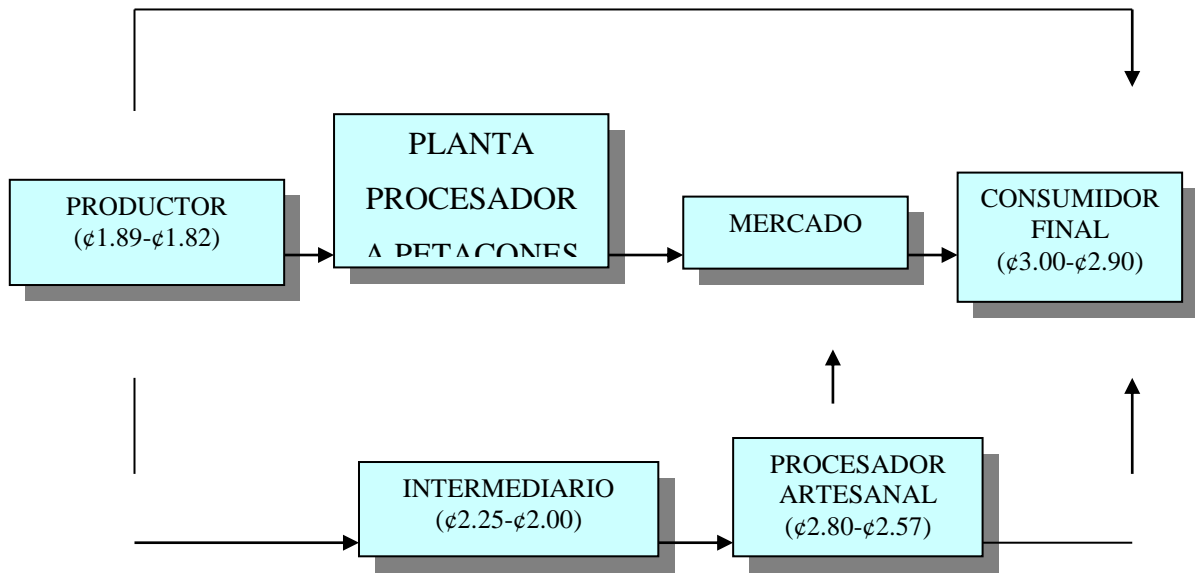 PLANTA
PROCESADOR
A PETACONES
PRODUCTOR
(¢1.89-¢1.82)
MERCADO
CONSUMIDOR
FINAL
(¢3.00-¢2.90)
INTERMEDIARIO
(¢2.25-¢2.00)
PROCESADOR
ARTESANAL
(¢2.80-¢2.57)